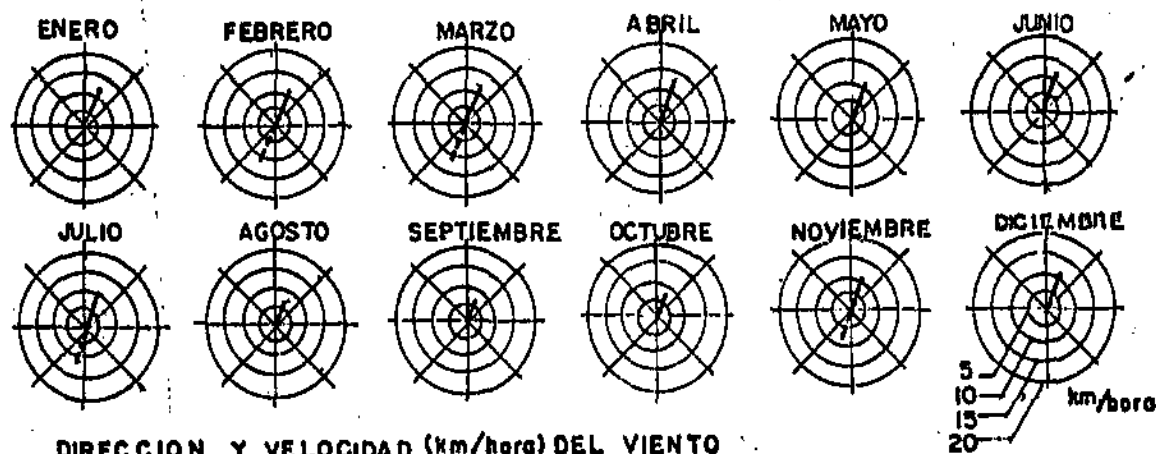 ENERO FEBRERO MARZO ABRIL MAYO JUNIO
JULIO AGOSTO SEPTIEMBRE OCTUBRE NOVIEMBRE DICIEMBRE
5
10
15
20
km/hora
DIRECCION Y VELOCIDAD (km/hora) DEL VIENTO